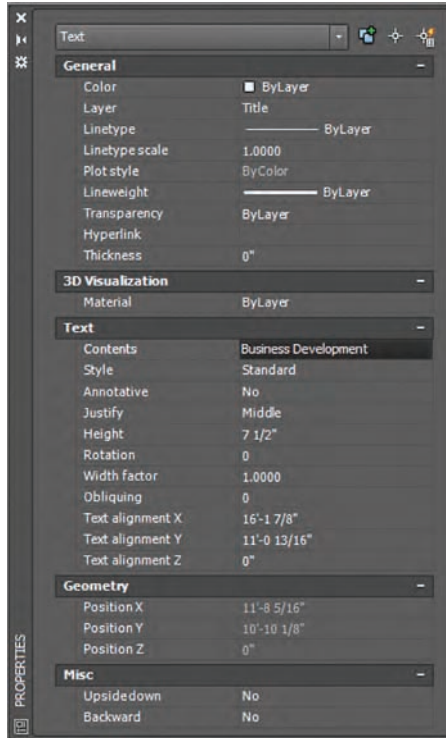 Text
General
Color ByLayer
Layer Title
Linetype ByLayer
Linetype scale 1.0000
Plot style ByColor
Lineweight ByLayer
Transparency ByLayer
Hyperlink
Thickness 0"
3D Visualization
Material ByLayer
Text
Contents Business Development
Style Standard
Annotative No
Justify Middle
Height 7 1/2"
Rotation 0
Width factor 1.0000
Obliquing 0
Text alignment X 16'-1 7/8"
Text alignment Y 11'-0 13/16"
Text alignment Z 0"
Geometry
Position X 11'-8 5/16"
Position Y 10'-10 1/8"
Position Z 0"
Misc
Upsidedown No
Backward No
PROPERTIES